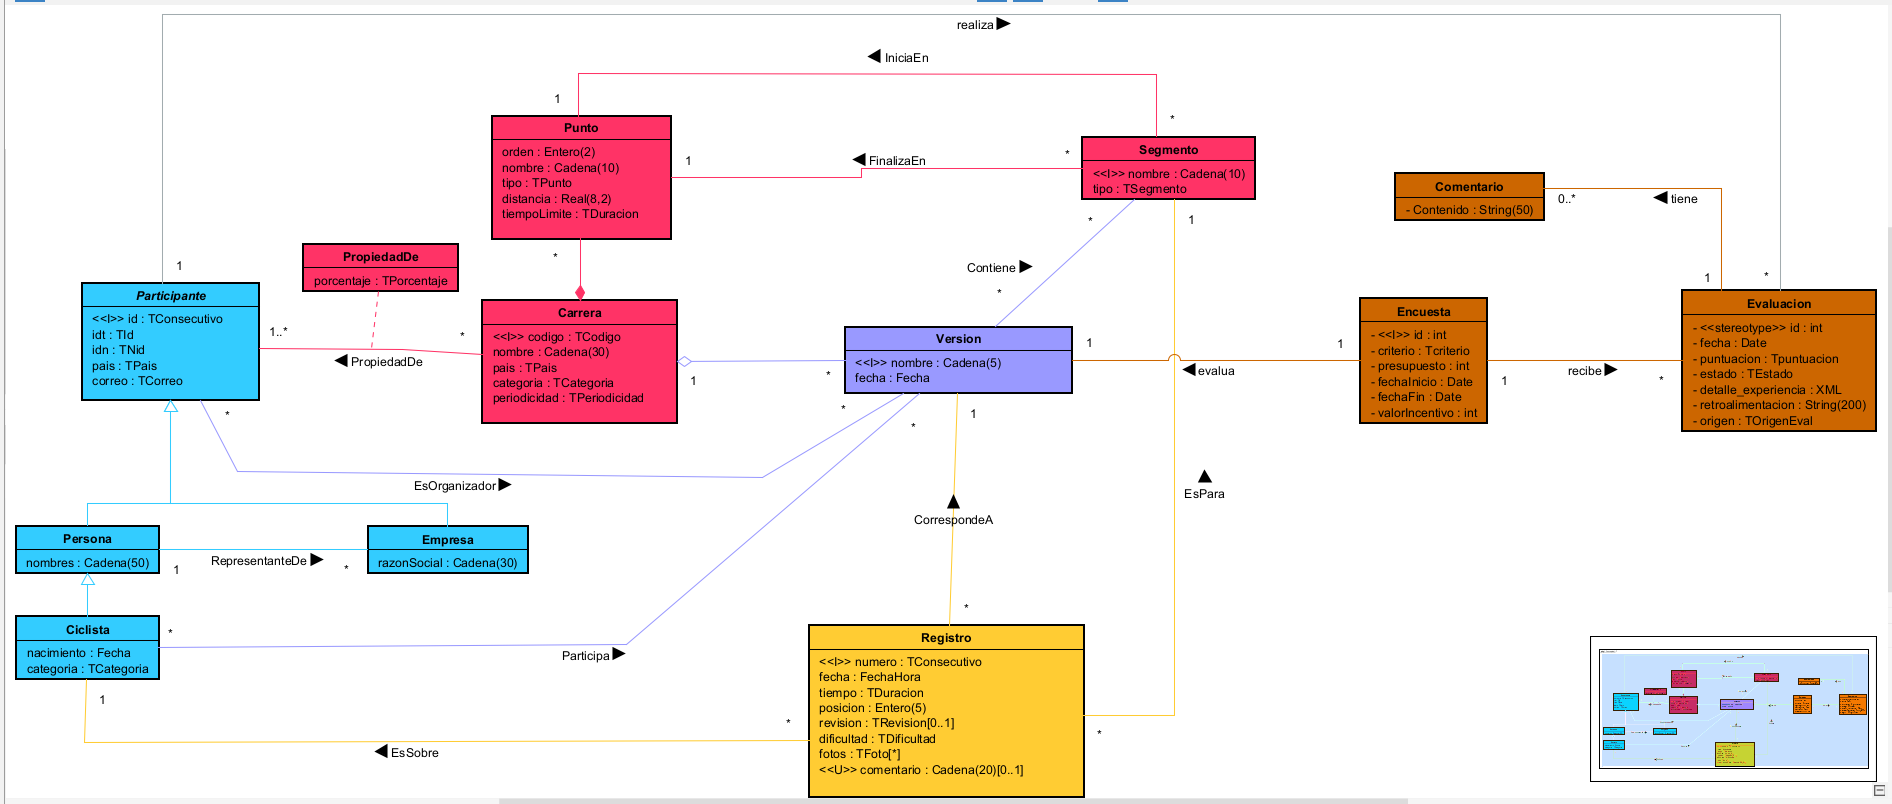 realiza
IniciaEn
1
*
Punto
orden : Entero(2)
nombre : Cadena(10)
tipo : TPunto
distancia : Real(8,2)
tiempoLimite : TDuracion
1
FinalizaEn
*
Segmento
<<I>> nombre : Cadena(10)
tipo : TSegmento
Comentario
- Contenido : String(50)
0..*
tiene
*
1
Contiene
*
1
*
PropiedadDe
porcentaje : TPorcentaje
*
1
Participante
<<I>> id : TConsecutivo
idt : TId
idn : TNid
pais : TPais
correo : TCorreo
1..*
*
PropiedadDe
Carrera
<<I>> codigo : TCodigo
nombre : Cadena(30)
pais : TPais
categoria : TCategoria
periodicidad : TPeriodicidad
1
*
Version
<<I>> nombre : Cadena(5)
fecha : Fecha
1
evalua
1
Encuesta
- <<I>> id : int
- criterio : Tcriterio
- presupuesto : int
- fechaInicio : Date
- fechaFin : Date
- valorIncentivo : int
1
recibe
*
Evaluacion
- <<stereotype>> id : int
- fecha : Date
- puntuacion : Tpuntuacion
- estado : TEstado
- detalle_experiencia : XML
- retroalimentacion : String(200)
- origen : TOrigenEval
*
*
*
1
EsOrganizador
EsPara
CorrespondeA
Persona
nombres : Cadena(50)
1
RepresentanteDe
*
Empresa
razonSocial : Cadena(30)
*
Ciclista
nacimiento : Fecha
categoria : TCategoria
*
Participa
1
Registro
<<I>> numero : TConsecutivo
fecha : FechaHora
tiempo : TDuracion
posicion : Entero(5)
revision : TRevision[0..1]
dificultad : TDificultad
fotos : TFoto[*]
<<U>> comentario : Cadena(20)[0..1]
*
*
EsSobre